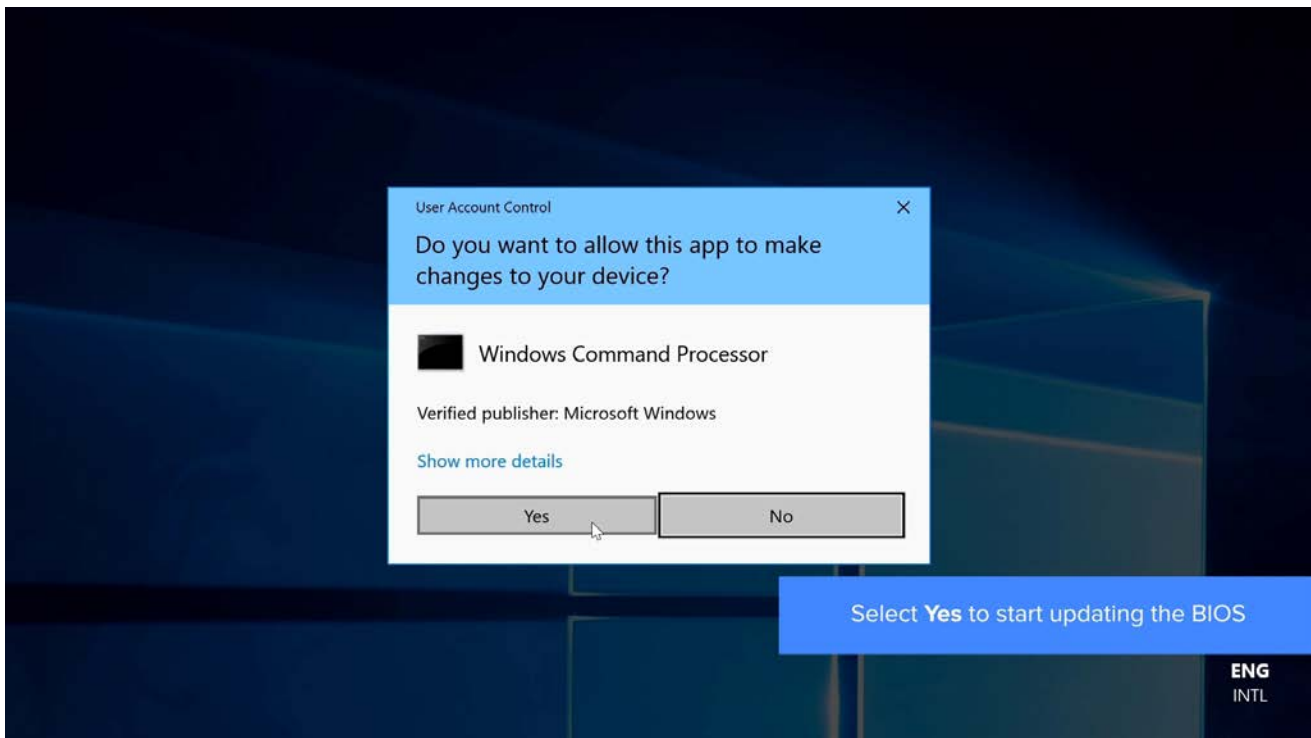 User Account Control
Do you want to allow this app to make
changes to your device?
Windows Command Processor
Verified publisher: Microsoft Windows
Show more details
Yes
No
Select Yes to start updating the BIOS
ENG
INTL